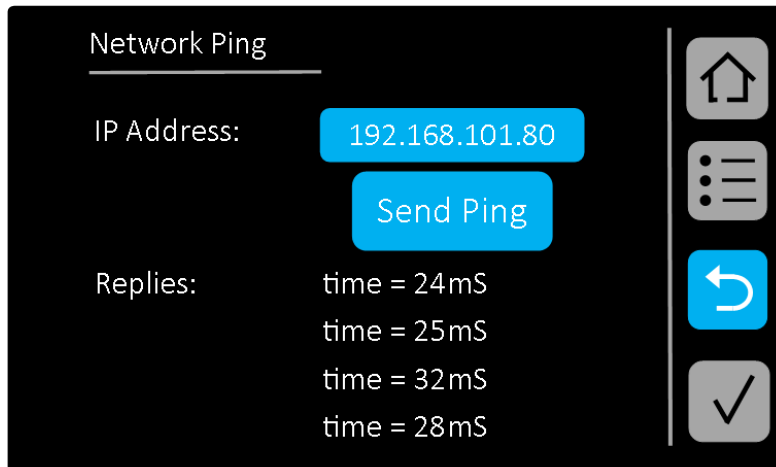 Network Ping
IP Address: 192.168.101.80
Send Ping
Replies: time = 24mS
time = 25mS
time = 32mS
time = 28mS